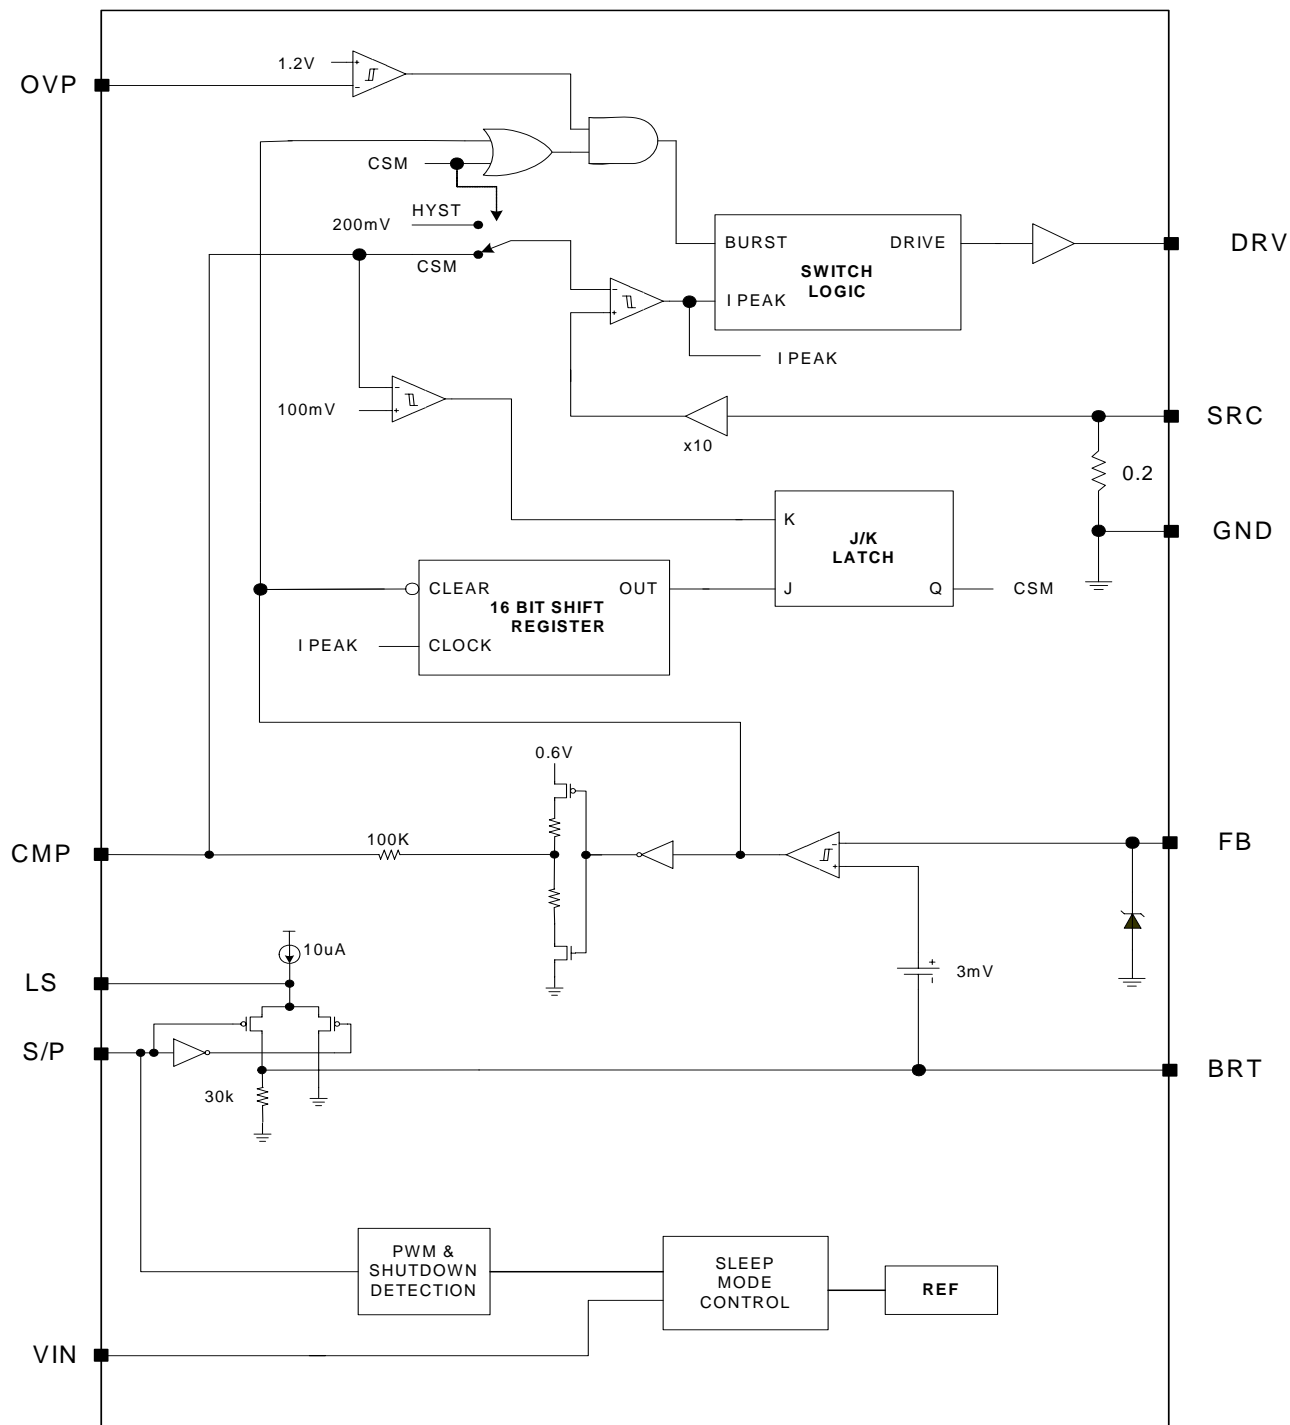 1.2V
+
-
OVP
CSM
HYST
200mV
CSM
BURST
DRIVE
SWITCH
LOGIC
I PEAK
DRV
-
+
I PEAK
-
+
100mV
x10
SRC
0.2
GND
K
J/K
LATCH
J
Q
CSM
CLEAR
OUT
16 BIT SHIFT
REGISTER
I PEAK
CLOCK
0.6V
100K
CMP
-
+
FB
10uA
LS
+
-
3mV
S/P
30k
BRT
PWM &
SHUTDOWN
DETECTION
SLEEP
MODE
CONTROL
REF
VIN